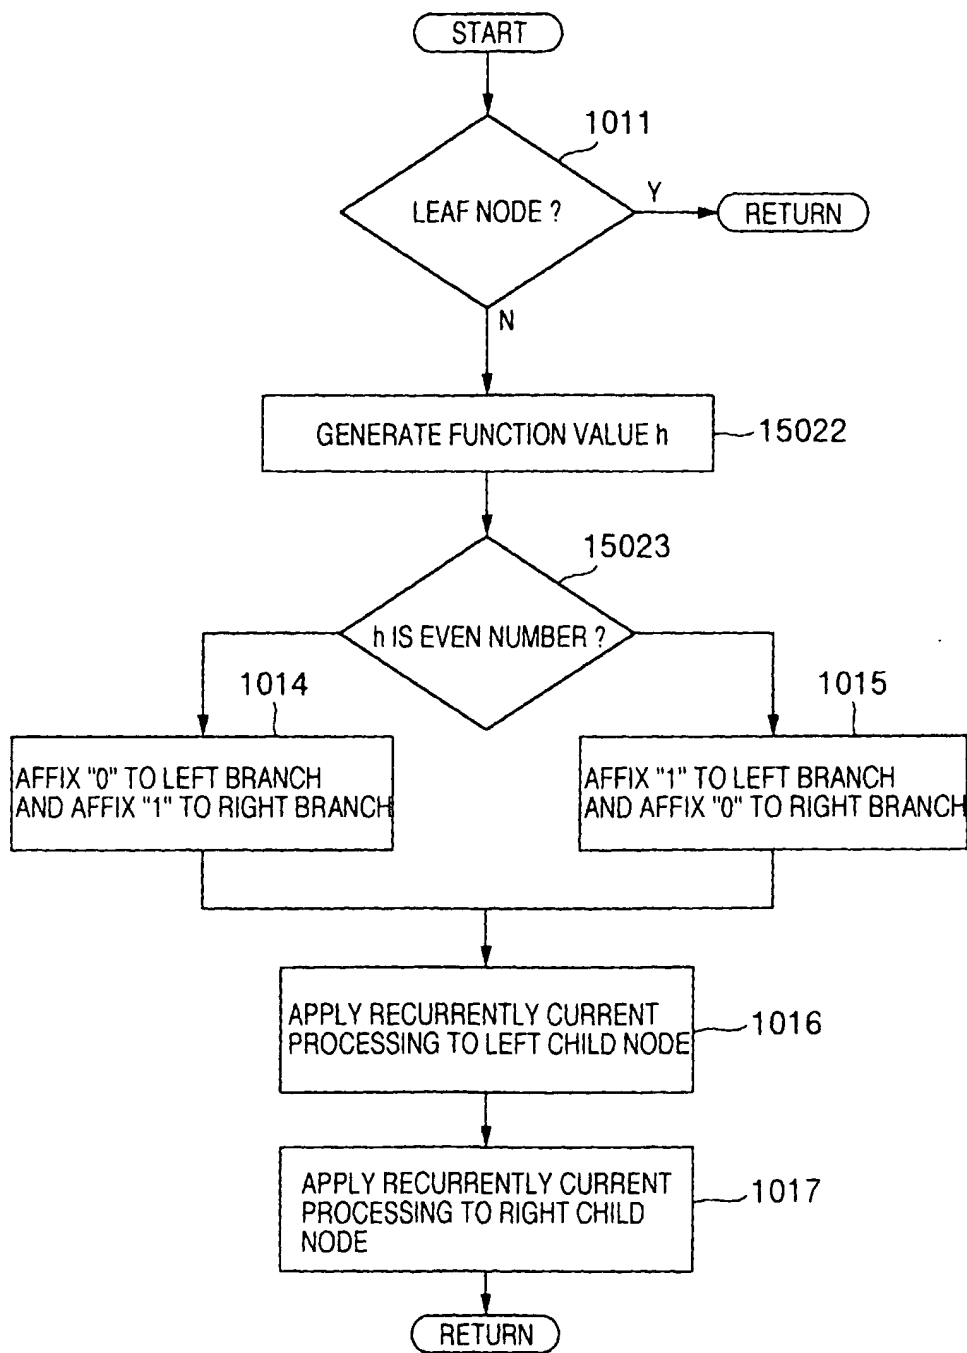 START
1011
LEAF NODE ?
Y
RETURN
N
GENERATE FUNCTION VALUE h
15022
15023
h IS EVEN NUMBER ?
1014
1015
AFFIX "0" TO LEFT BRANCH
AND AFFIX "1" TO RIGHT BRANCH
AFFIX "1" TO LEFT BRANCH
AND AFFIX "0" TO RIGHT BRANCH
APPLY RECURRENTLY CURRENT
PROCESSING TO LEFT CHILD NODE
1016
APPLY RECURRENTLY CURRENT
PROCESSING TO RIGHT CHILD
NODE
1017
RETURN